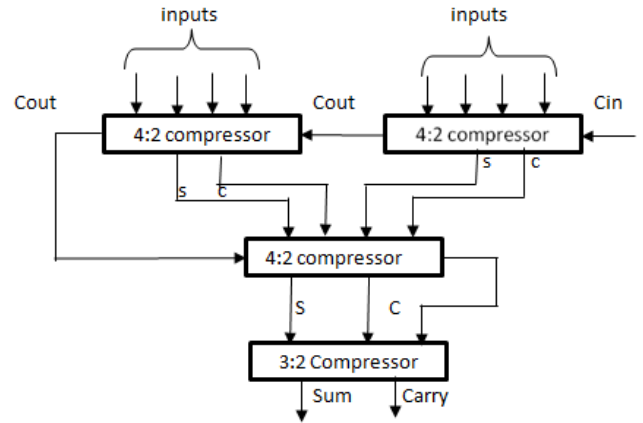 inputs
inputs
Cout
Cout
Cin
4:2 compressor
4:2 compressor
s
c
s
c
4:2 compressor
S
C
3:2 Compressor
Sum
Carry